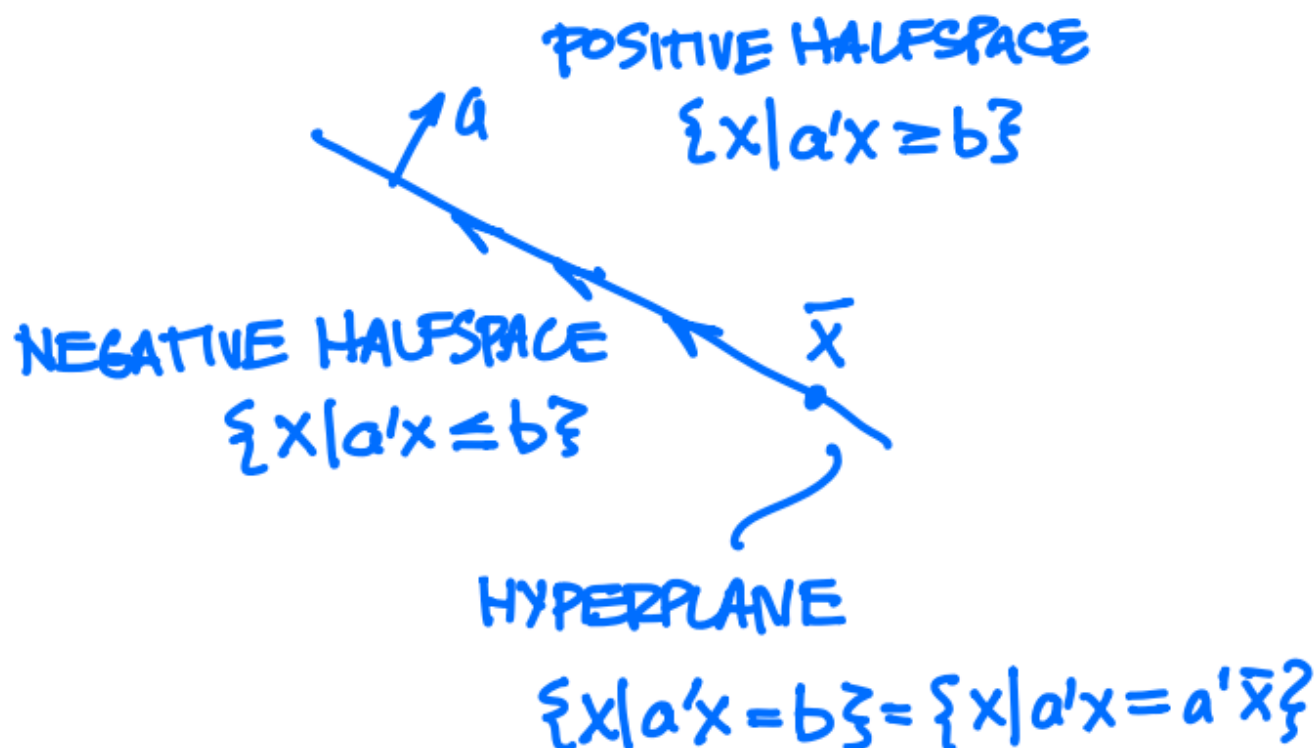 POSITIVE HALFSPACE
a
{x|a'x ≥ b}
x̄
NEGATIVE HALFSPACE
{x|a'x ≤ b}
HYPERPLANE
{x|a'x = b} = {x|a'x = a'x̄}